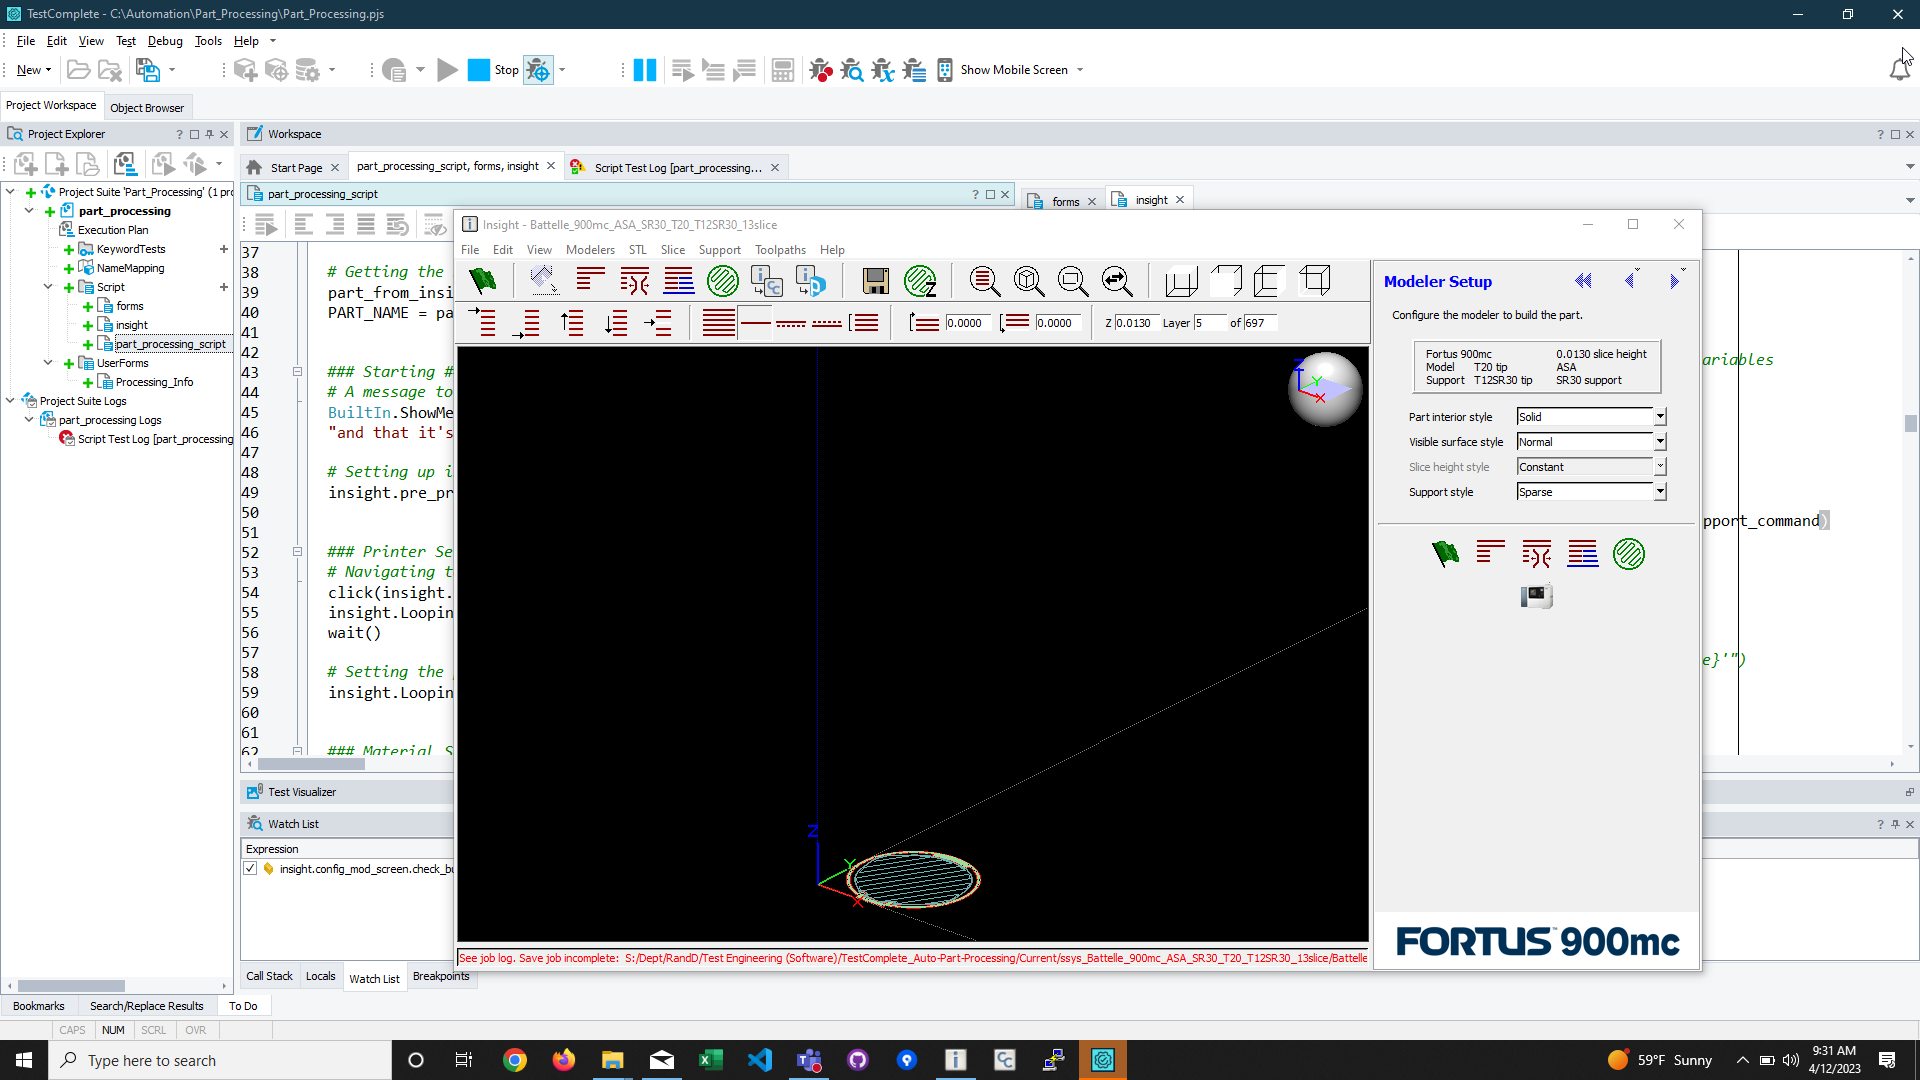 TestComplete - C:\Automation\Part_Processing\Part_Processing.pjs
File Edit View Test Debug Tools Help
New Stop Show Mobile Screen
Project Workspace Object Browser
Project Explorer
Workspace
Start Page part_processing_script, forms, insight Script Test Log [part_processing...
part_processing_script
forms insight
Project Suite 'Part_Processing' (1 pro
part_processing
Execution Plan
KeywordTests
NameMapping
Script
forms
insight
part_processing_script
UserForms
Processing_Info
Project Suite Logs
part_processing Logs
Script Test Log [part_processing
37
38 # Getting the
39 part_from_insi
40 PART_NAME = pa
41
42
43 ### Starting #
44 # A message to
45 BuiltIn.ShowMe
46 "and that it's
47
48 # Setting up i
49 insight.pre_pr
50
51
52 ### Printer Se
53 # Navigating t
54 click(insight.
55 insight.Loopin
56 wait()
57
58 # Setting the
59 insight.Loopin
60
61
62 ### Material S
ariables
pport_command)
e}'")
Insight - Battelle_900mc_ASA_SR30_T20_T12SR30_13slice
File Edit View Modelers STL Slice Support Toolpaths Help
0.0000 0.0000 Z 0.0130 Layer 5 of 697
Z
Y
X
Z
Y
X
See job log. Save job incomplete: S:/Dept/RandD/Test Engineering (Software)/TestComplete_Auto-Part-Processing/Current/ssys_Battelle_900mc_ASA_SR30_T20_T12SR30_13slice/Battelle
Modeler Setup
Configure the modeler to build the part.
Fortus 900mc 0.0130 slice height
Model T20 tip ASA
Support T12SR30 tip SR30 support
Part interior style Solid
Visible surface style Normal
Slice height style Constant
Support style Sparse
FORTUS™ 900mc
Test Visualizer
Watch List
Expression
insight.config_mod_screen.check_bu
Call Stack Locals Watch List Breakpoints
Bookmarks Search/Replace Results To Do
CAPS NUM SCRL OVR
Type here to search
59°F Sunny
9:31 AM
4/12/2023